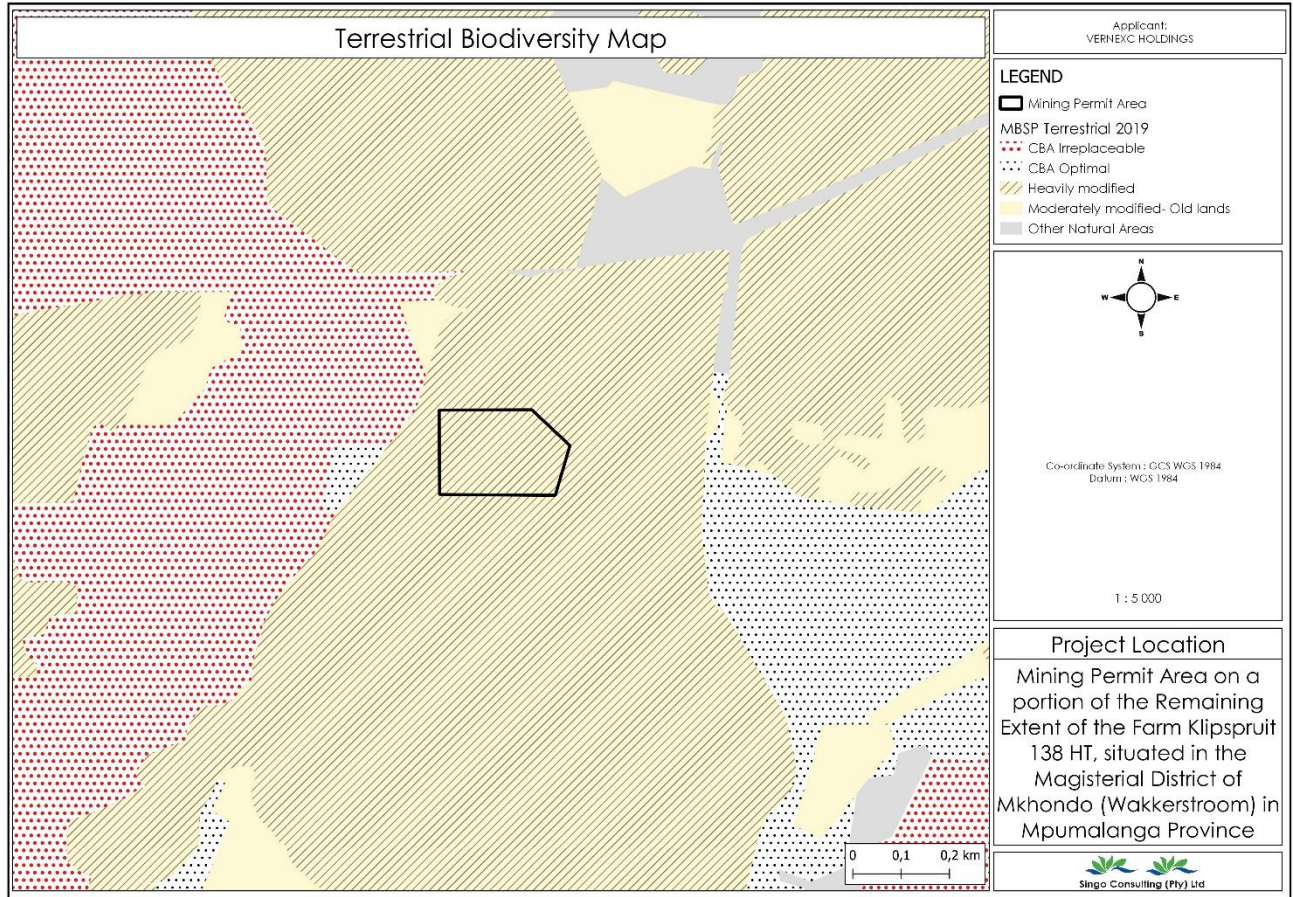 Terrestrial Biodiversity Map
Applicant:
VERNEXC HOLDINGS
LEGEND
Mining Permit Area
MBSP Terrestrial 2019
CBA Irreplaceable
CBA Optimal
Heavily modified
Moderately modified- Old lands
Other Natural Areas
N
W E
S
Co-ordinate System : GCS WGS 1984
Datum : WGS 1984
1 : 5 000
Project Location
Mining Permit Area on a
portion of the Remaining
Extent of the Farm Klipspruit
138 HT, situated in the
Magisterial District of
Mkhondo (Wakkerstroom) in
Mpumalanga Province
0 0,1 0,2 km
Singo Consulting (Pty) Ltd